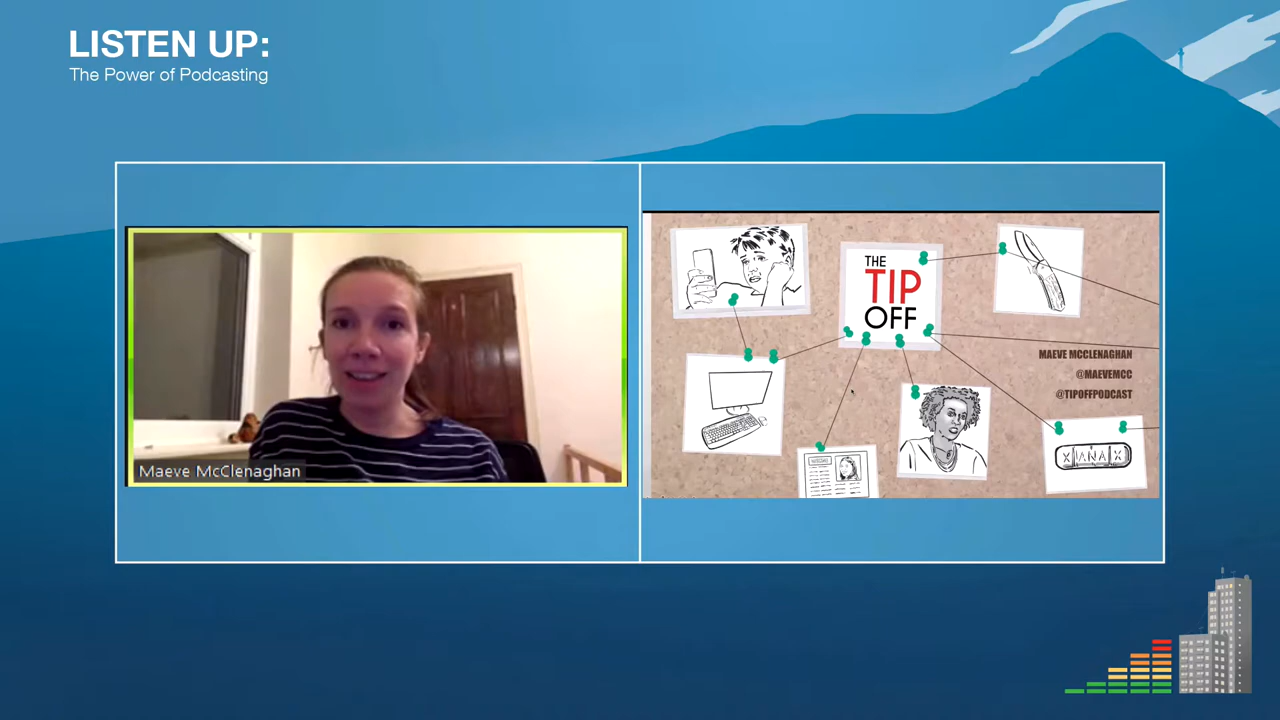 LISTEN UP:
The Power of Podcasting
Maeve McClenaghan
THE
TIP
OFF
MAEVE MCCLENAGHAN
@MAEVEMCC
@TIPOFFPODCAST
XANAX